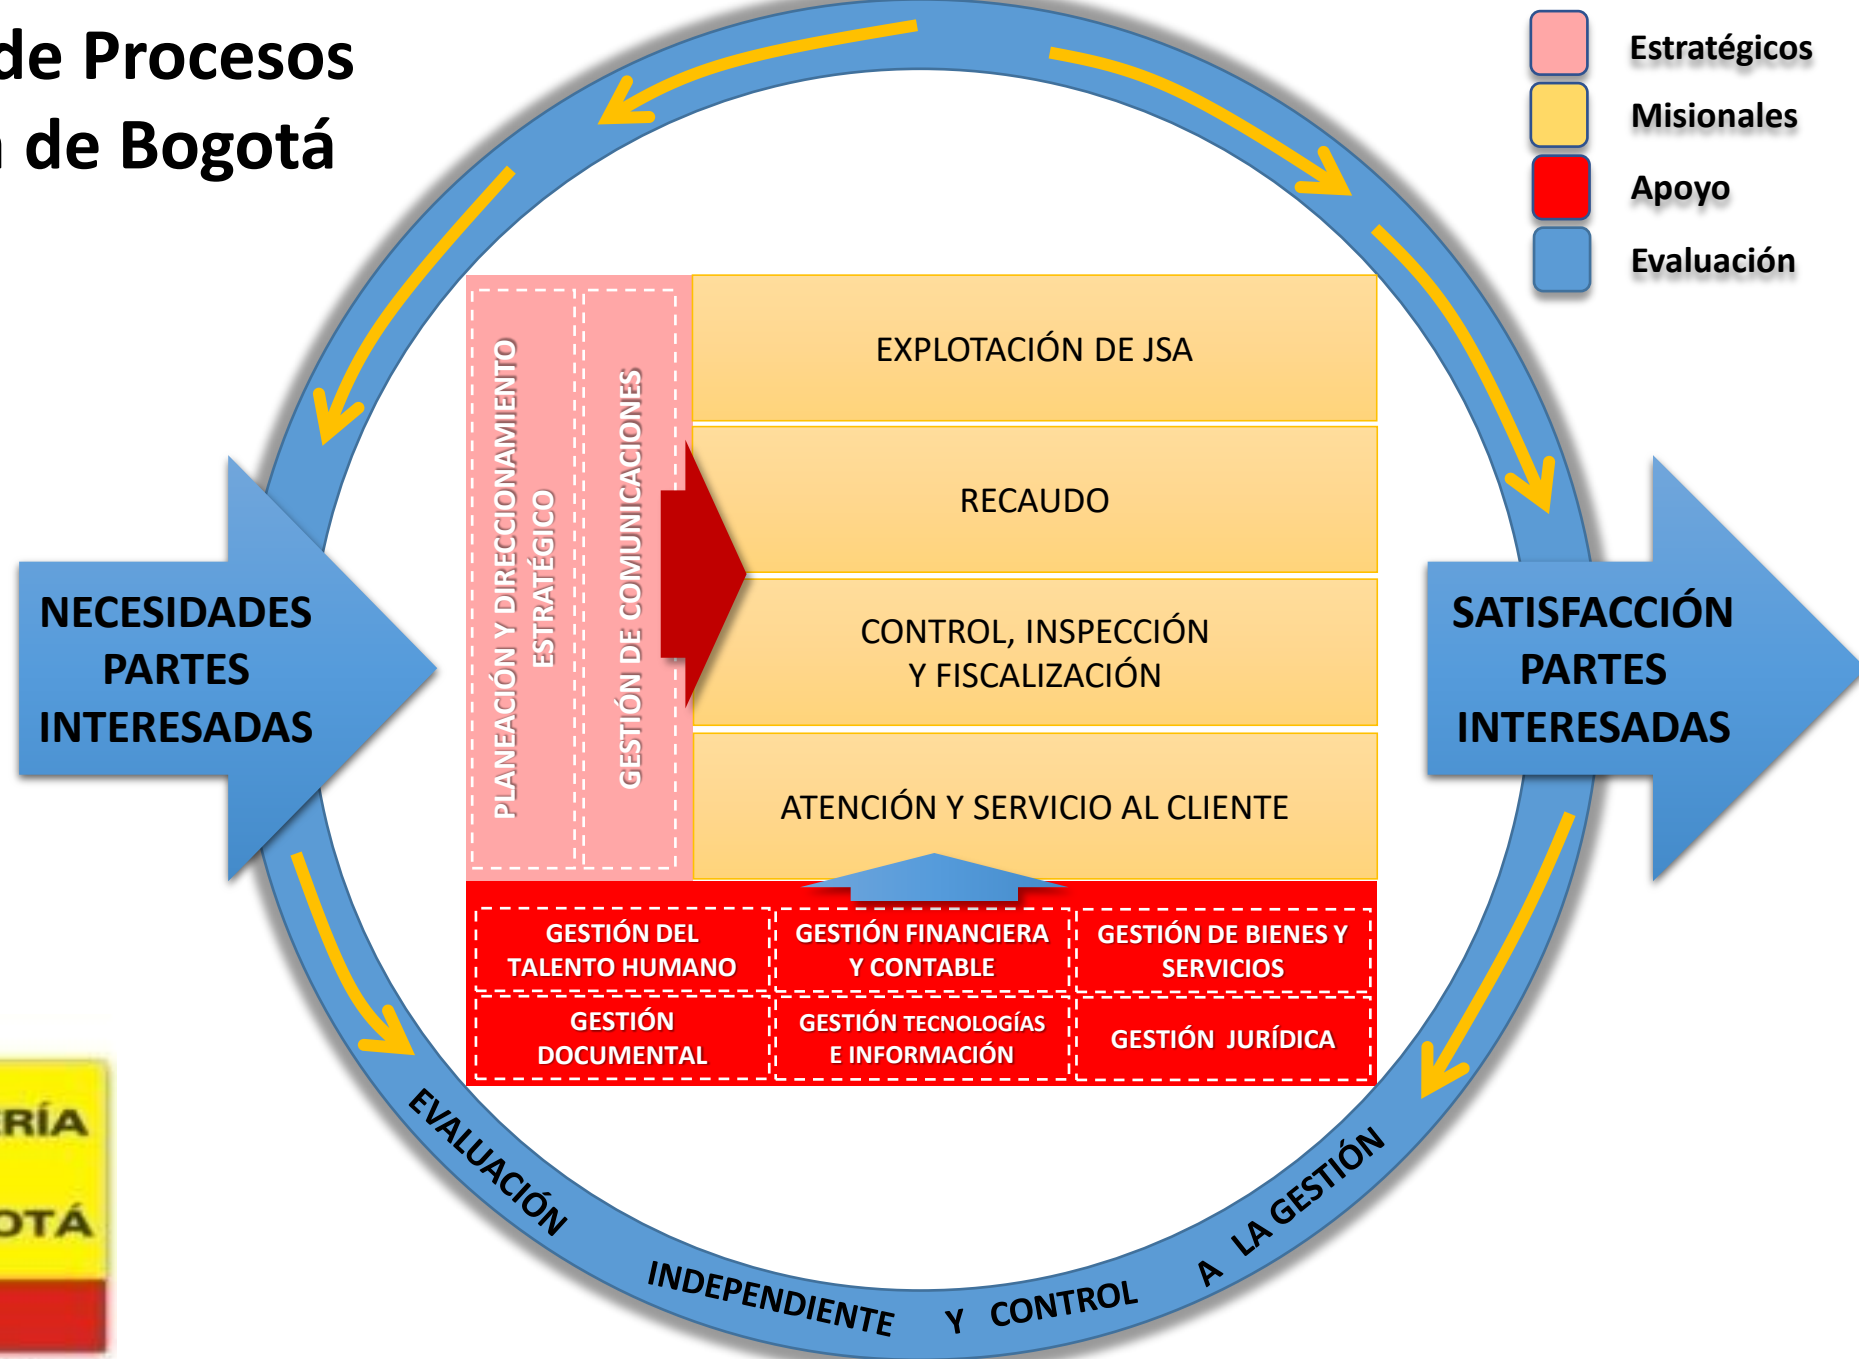 de Procesos
de Bogotá
Estratégicos
Misionales
Apoyo
Evaluación
NECESIDADES
PARTES
INTERESADAS
PLANEACIÓN Y DIRECCIONAMIENTO
ESTRATÉGICO
GESTIÓN DE COMUNICACIONES
EXPLOTACIÓN DE JSA
RECAUDO
CONTROL, INSPECCIÓN
Y FISCALIZACIÓN
ATENCIÓN Y SERVICIO AL CLIENTE
SATISFACCIÓN
PARTES
INTERESADAS
GESTIÓN DEL
TALENTO HUMANO
GESTIÓN FINANCIERA
Y CONTABLE
GESTIÓN DE BIENES Y
SERVICIOS
GESTIÓN
DOCUMENTAL
GESTIÓN TECNOLOGÍAS
E INFORMACIÓN
GESTIÓN JURÍDICA
EVALUACIÓN INDEPENDIENTE Y CONTROL A LA GESTIÓN